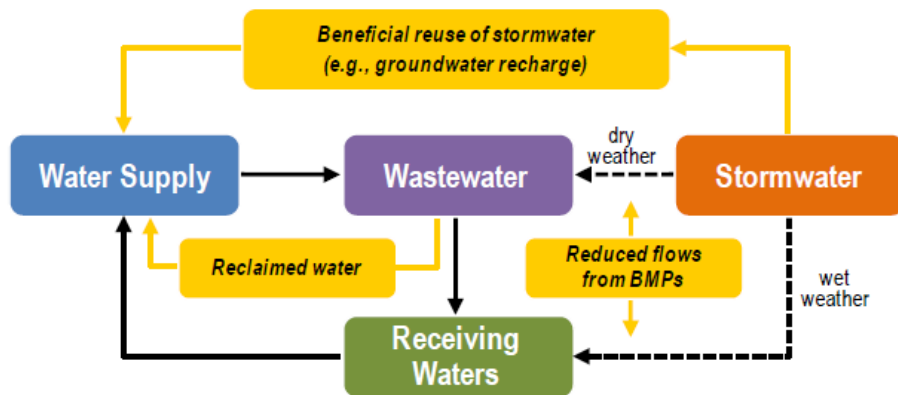 Beneficial reuse of stormwater
(e.g., groundwater recharge)
Water Supply
Wastewater
dry
weather
Stormwater
Reclaimed water
Reduced flows
from BMPs
wet
weather
Receiving
Waters